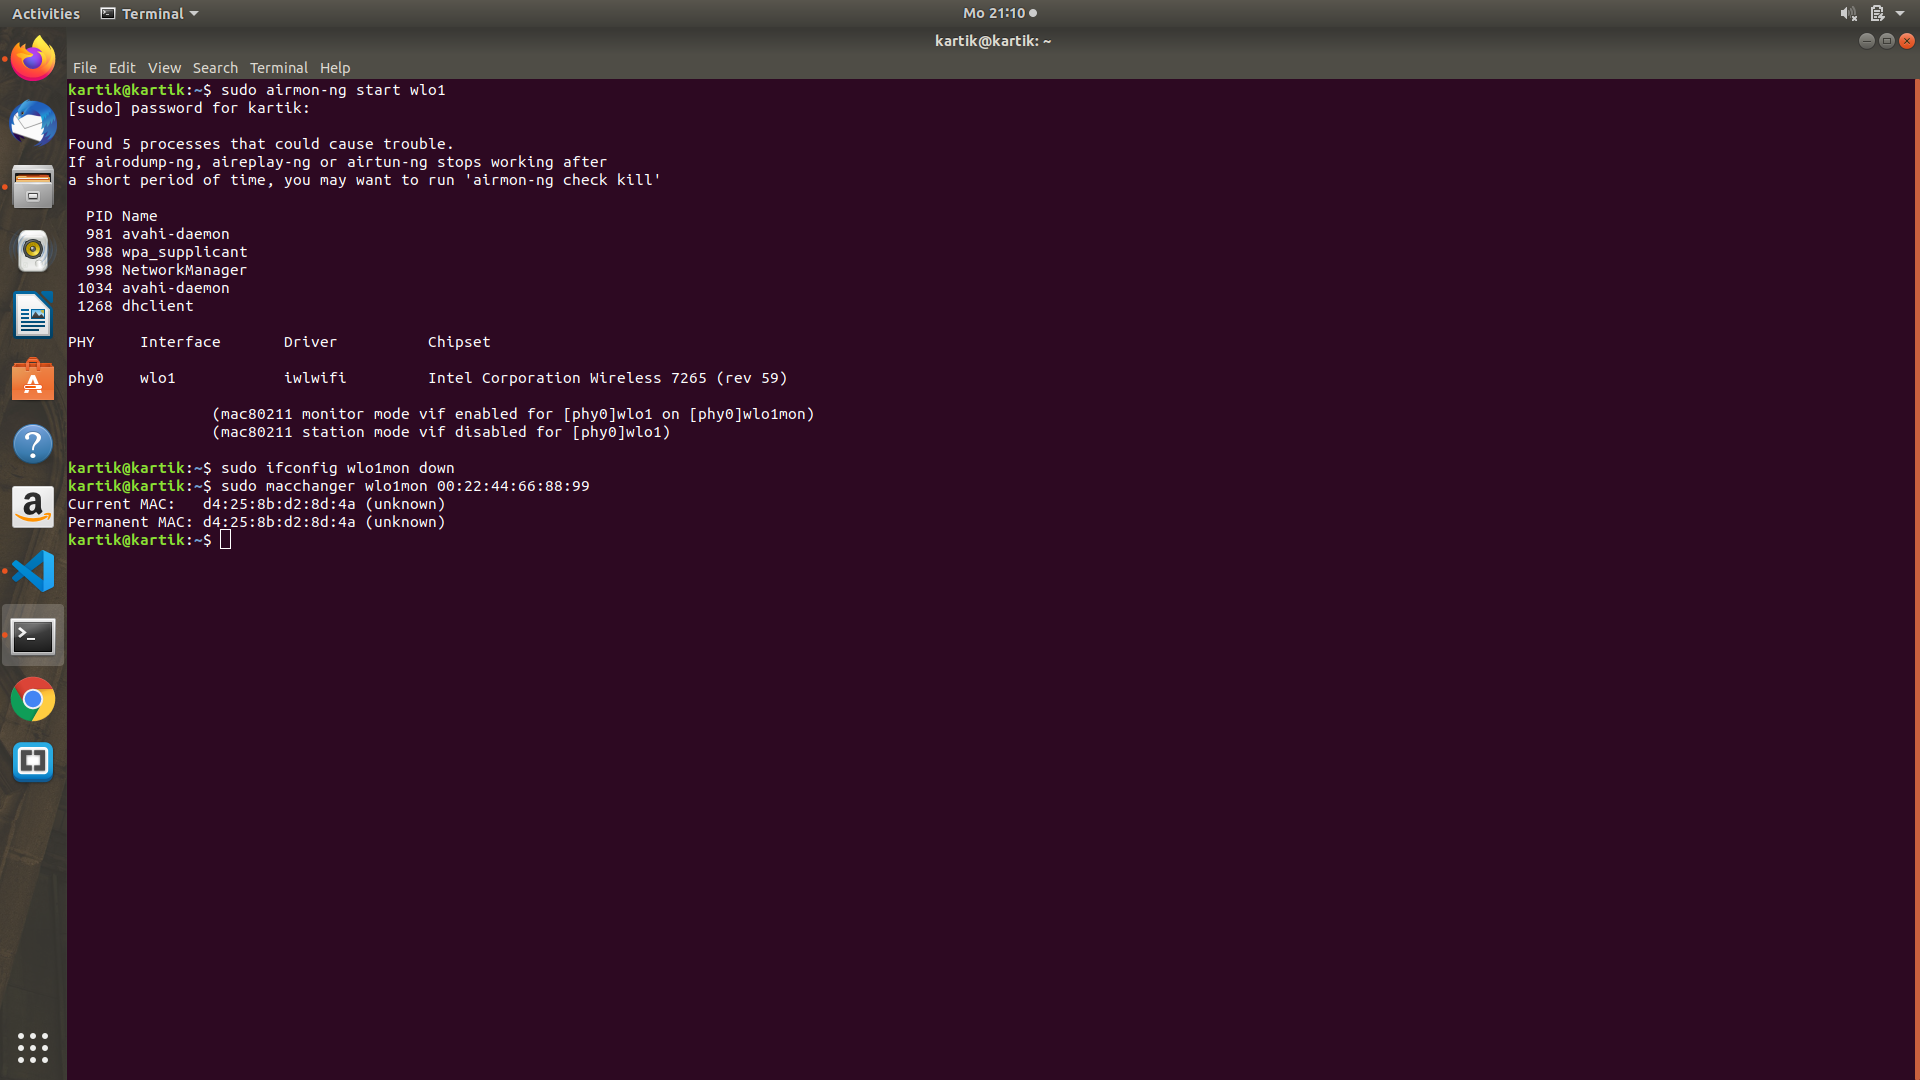 Activities Terminal Mo 21:10
kartik@kartik: ~
File Edit View Search Terminal Help
kartik@kartik:~$ sudo airmon-ng start wlo1
[sudo] password for kartik:
Found 5 processes that could cause trouble.
If airodump-ng, aireplay-ng or airtun-ng stops working after
a short period of time, you may want to run 'airmon-ng check kill'
PID Name
981 avahi-daemon
988 wpa_supplicant
998 NetworkManager
1034 avahi-daemon
1268 dhclient
PHY Interface Driver Chipset
phy0 wlo1 iwlwifi Intel Corporation Wireless 7265 (rev 59)
(mac80211 monitor mode vif enabled for [phy0]wlo1 on [phy0]wlo1mon)
(mac80211 station mode vif disabled for [phy0]wlo1)
kartik@kartik:~$ sudo ifconfig wlo1mon down
kartik@kartik:~$ sudo macchanger wlo1mon 00:22:44:66:88:99
Current MAC: d4:25:8b:d2:8d:4a (unknown)
Permanent MAC: d4:25:8b:d2:8d:4a (unknown)
kartik@kartik:~$